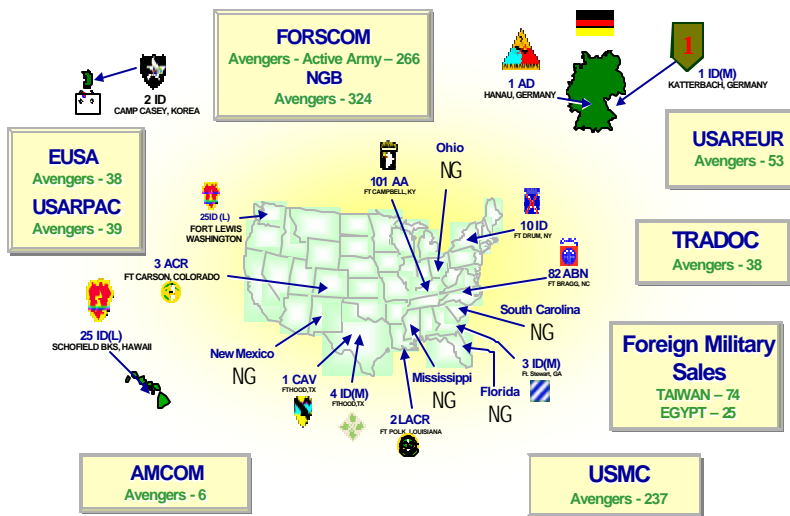 FORSCOM
Avengers - Active Army – 266
NGB
Avengers - 324
2 ID
CAMP CASEY, KOREA
1 AD
HANAU, GERMANY
1
1 ID(M)
KATTERBACH, GERMANY
EUSA
Avengers - 38
USARPAC
Avengers - 39
USAREUR
Avengers - 53
Ohio
NG
101 AA
FT CAMPBELL, KY
25ID (L)
FORT LEWIS
WASHINGTON
10 ID
FT DRUM, NY
TRADOC
Avengers - 38
3 ACR
FT CARSON, COLORADO
82 ABN
FT BRAGG, NC
South Carolina
NG
25 ID(L)
SCHOFIELD BKS, HAWAII
New Mexico
NG
1 CAV
FTHOOD,TX
4 ID(M)
FTHOOD,TX
2 LACR
FT POLK, LOUISIANA
Mississippi
NG
Florida
NG
3 ID(M)
Ft. Stewart, GA
Foreign Military
Sales
TAIWAN – 74
EGYPT – 25
AMCOM
Avengers - 6
USMC
Avengers - 237